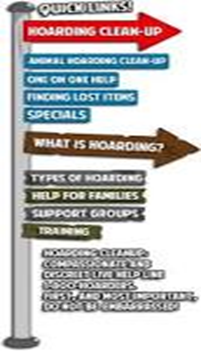 QUICK LINKS!
HOARDING CLEAN-UP
ANIMAL HOARDING CLEAN-UP
ONE ON ONE HELP
FINDING LOST ITEMS
SPECIALS
WHAT IS HOARDING?
TYPES OF HOARDING
HELP FOR FAMILIES
SUPPORT GROUPS
TRAINING
HOARDING CLEANUP:
COMPASSIONATE AND
DISCREET LIVE HELP LINE
1-800-HOARDERS.
FIRST, AND MOST IMPORTANT,
DO NOT BE EMBARRASSED!